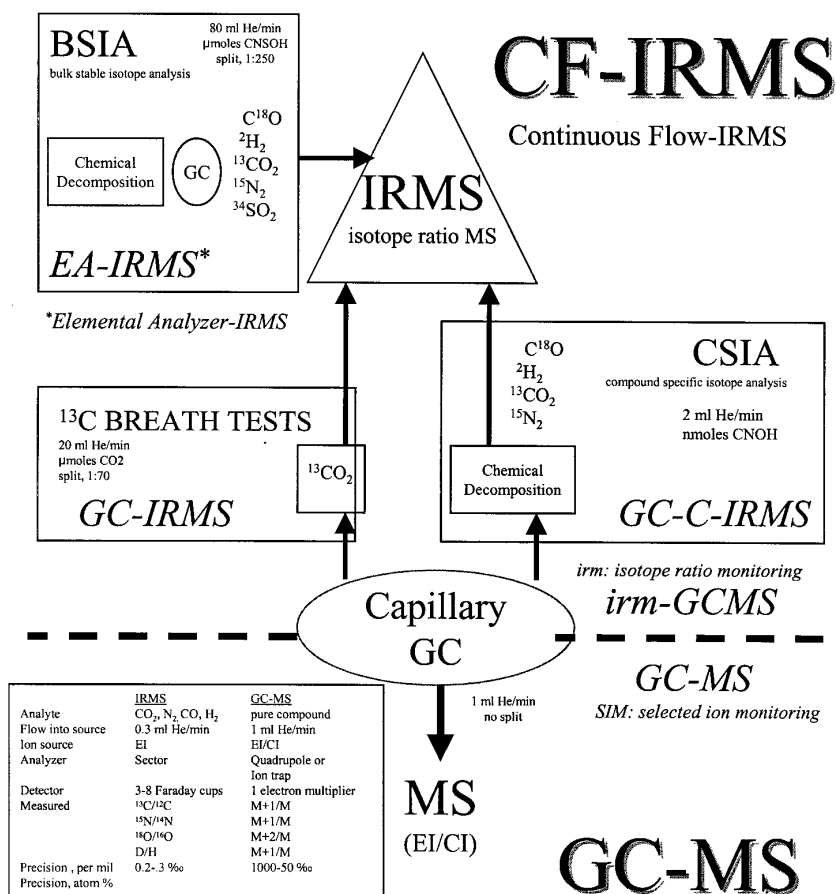 CF-IRMS
Continuous Flow-IRMS
BSIA
bulk stable isotope analysis
80 ml He/min
µmoles CNSOH
split, 1:250
Chemical
Decomposition
GC
C¹⁸O
²H₂
¹³CO₂
¹⁵N₂
³⁴SO₂
EA-IRMS*
*Elemental Analyzer-IRMS
IRMS
isotope ratio MS
¹³C BREATH TESTS
20 ml He/min
µmoles CO2
split, 1:70
¹³CO₂
GC-IRMS
C¹⁸O
²H₂
¹³CO₂
¹⁵N₂
CSIA
compound specific isotope analysis
2 ml He/min
nmoles CNOH
Chemical
Decomposition
GC-C-IRMS
irm: isotope ratio monitoring
irm-GCMS
Capillary
GC
GC-MS
SIM: selected ion monitoring
1 ml He/min
no split
MS
(EI/CI)
GC-MS
IRMS GC-MS
Analyte CO₂, N₂, CO, H₂ pure compound
Flow into source 0.3 ml He/min 1 ml He/min
Ion source EI EI/CI
Analyzer Sector Quadrupole or
Ion trap
Detector 3-8 Faraday cups 1 electron multiplier
Measured ¹³C/¹²C M+1/M
¹⁵N/¹⁴N M+1/M
¹⁸O/¹⁶O M+2/M
D/H M+1/M
Precision , per mil 0.2-.3 ‰ 1000-50 ‰
Precision, atom %